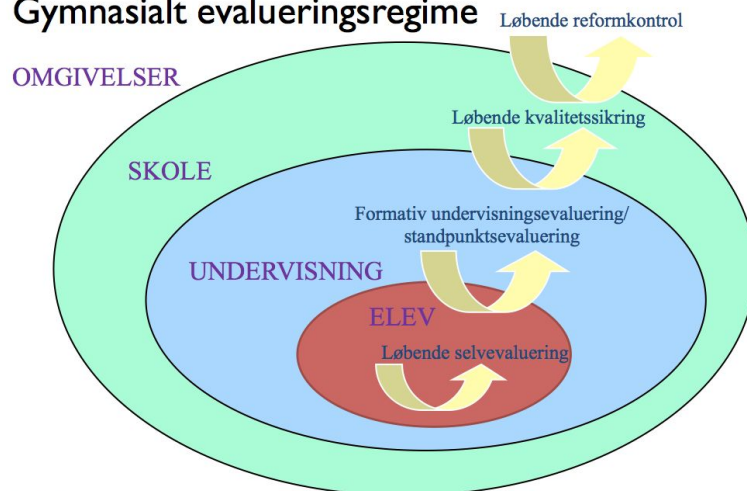 Gymnasialt evalueringsregime
Løbende reformkontrol
OMGIVELSER
Løbende kvalitetssikring
SKOLE
Formativ undervisningsevaluering/
standpunktsevaluering
UNDERVISNING
ELEV
Løbende selvevaluering